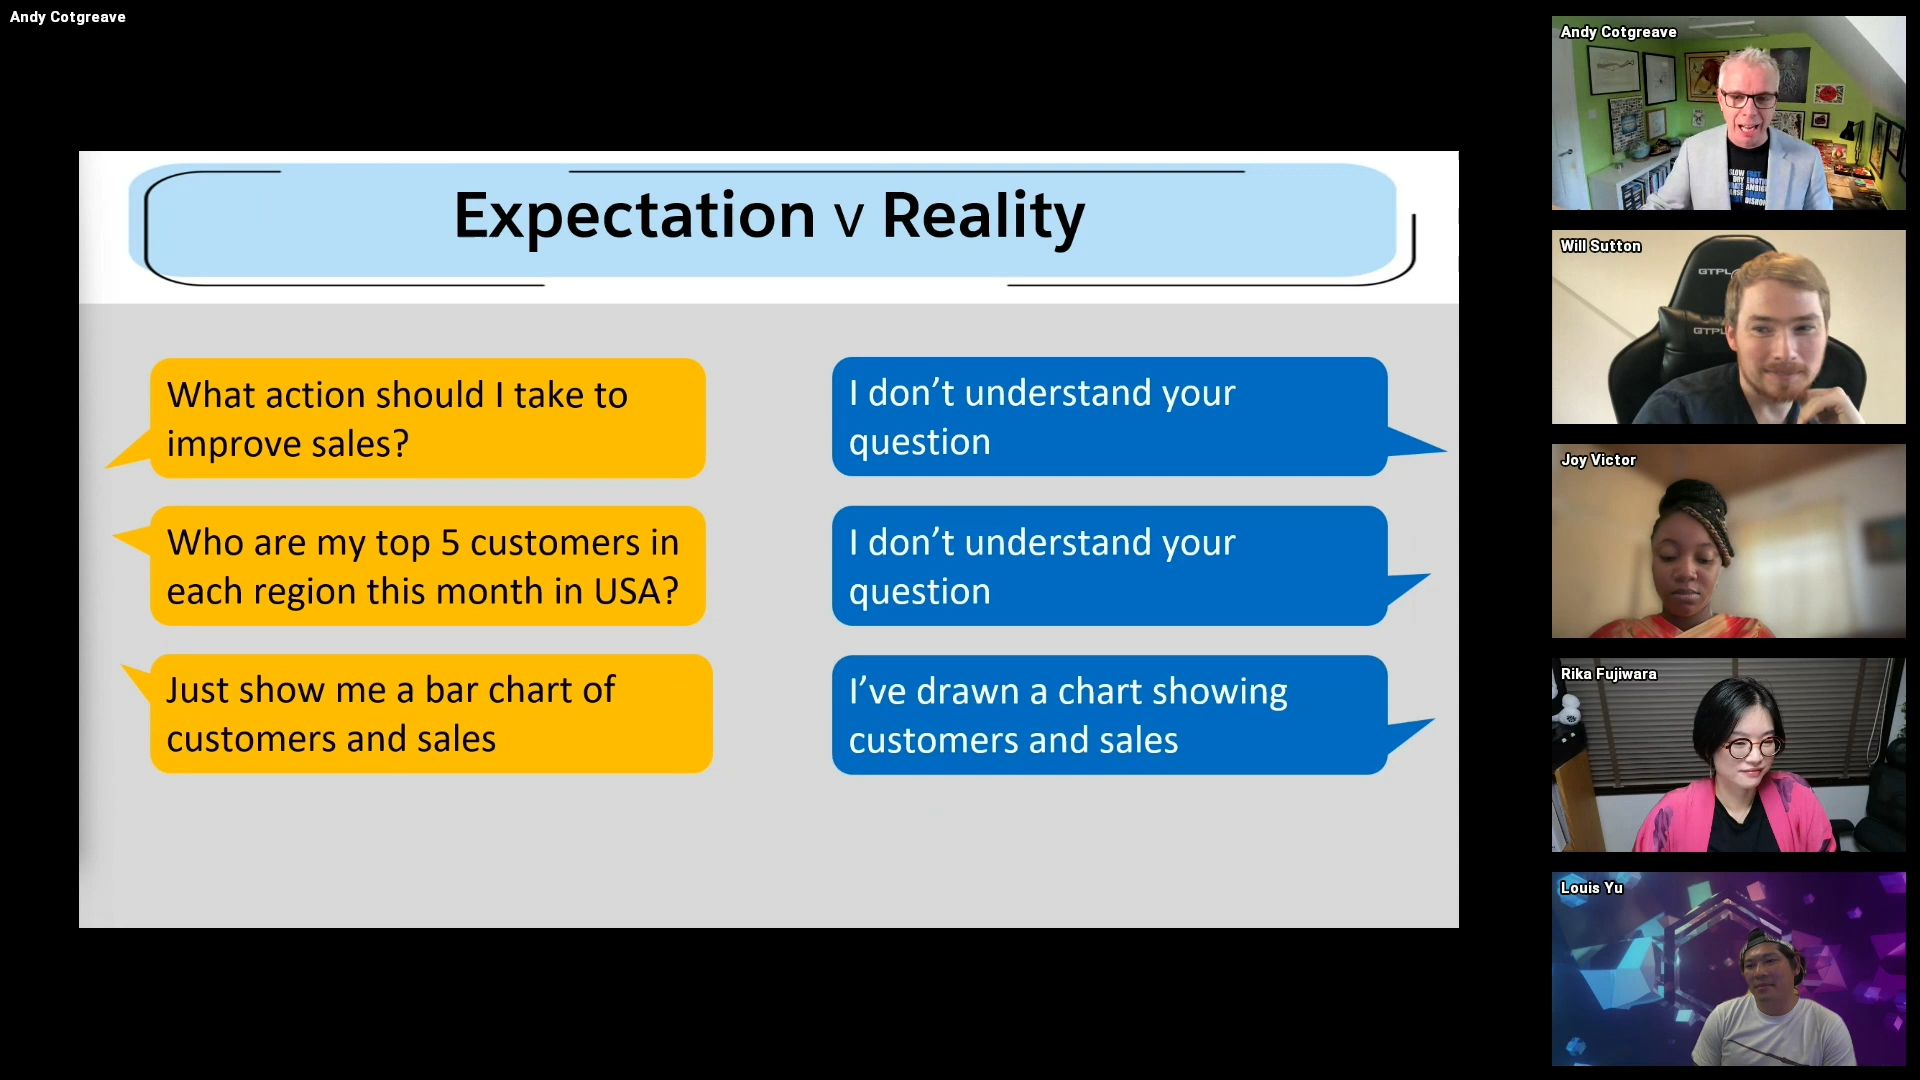 Andy Cotgreave
Expectation v Reality
What action should I take to
improve sales?
I don’t understand your
question
Who are my top 5 customers in
each region this month in USA?
I don’t understand your
question
Just show me a bar chart of
customers and sales
I’ve drawn a chart showing
customers and sales
Andy Cotgreave
Will Sutton
GTPL
GTPL
Joy Victor
Rika Fujiwara
Louis Yu